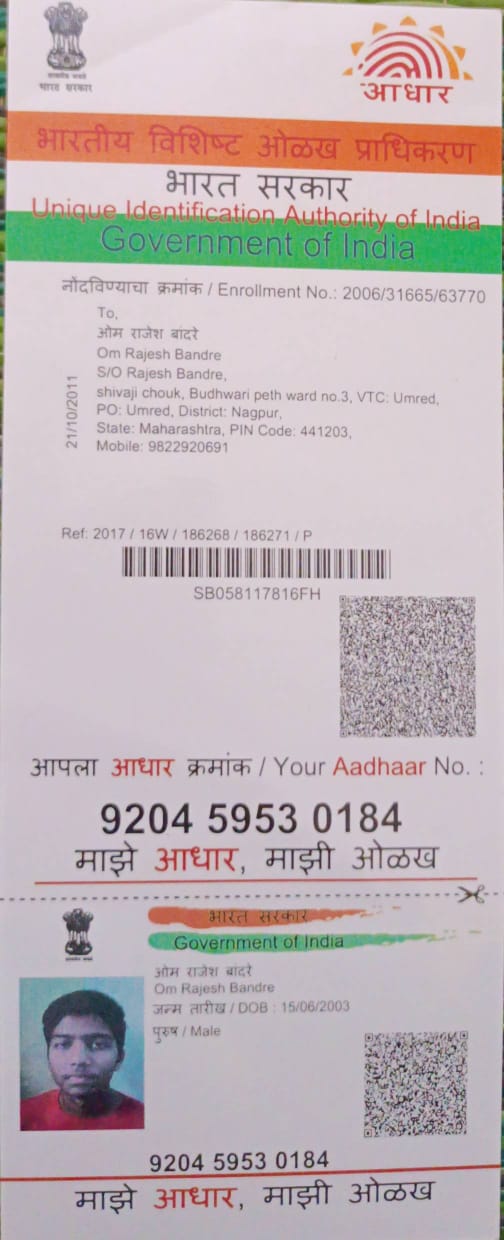 भारत सरकार
आधार
भारतीय विशिष्ट ओळख प्राधिकरण
भारत सरकार
Unique Identification Authority of India
Government of India
नोंदविण्याचा क्रमांक / Enrollment No.: 2006/31665/63770
To,
ओम राजेश बांदरे
Om Rajesh Bandre
S/O Rajesh Bandre,
shivaji chouk, Budhwari peth ward no.3, VTC: Umred,
PO: Umred, District: Nagpur,
State: Maharashtra, PIN Code: 441203,
Mobile: 9822920691
21/10/2011
Ref: 2017 / 16W / 186268 / 186271 / P
SB058117816FH
आपला आधार क्रमांक / Your Aadhaar No. :
9204 5953 0184
माझे आधार, माझी ओळख
भारत सरकार
Government of India
ओम राजेश बांदरे
Om Rajesh Bandre
जन्म तारीख / DOB : 15/06/2003
पुरुष / Male
9204 5953 0184
माझे आधार, माझी ओळख